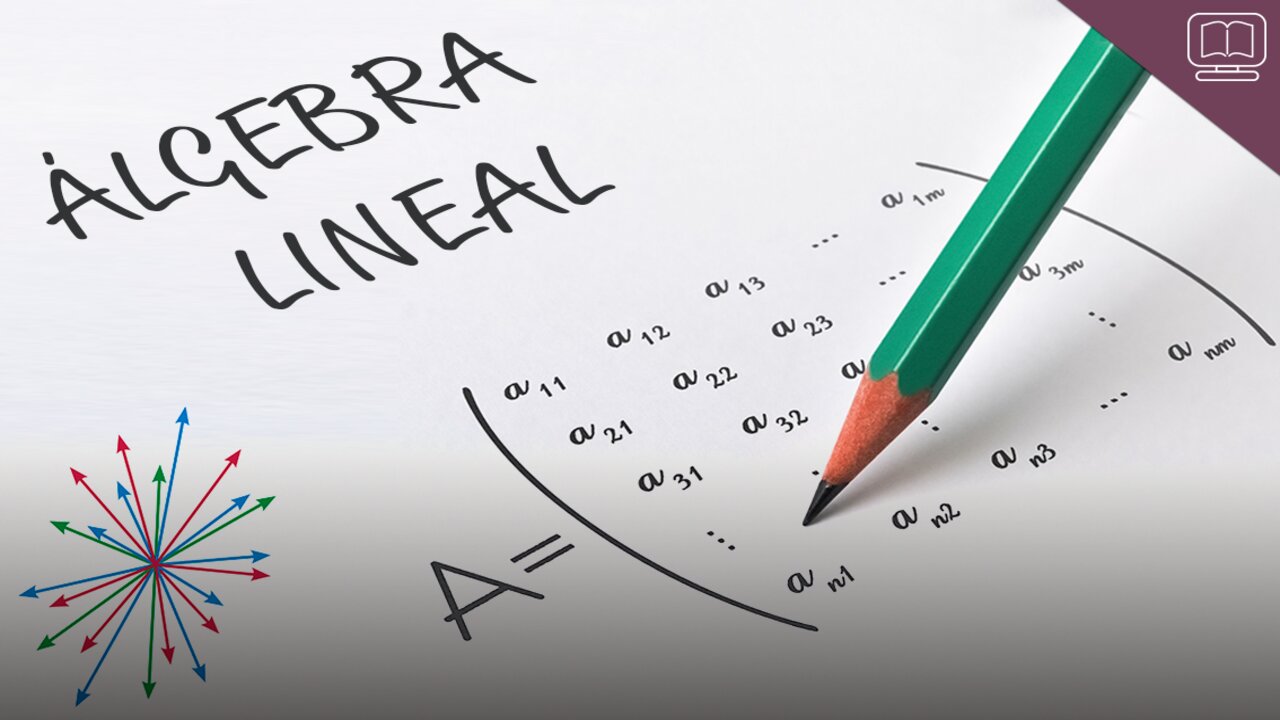 ÁLGEBRA
LINEAL
A=
a 11 a 12 a 13 ... a 1m
a 21 a 22 a 23 ...
a 31 a 32 a a 3m
⋮ ⋮ ⋮
a n1 a n2 a n3 ... a nm